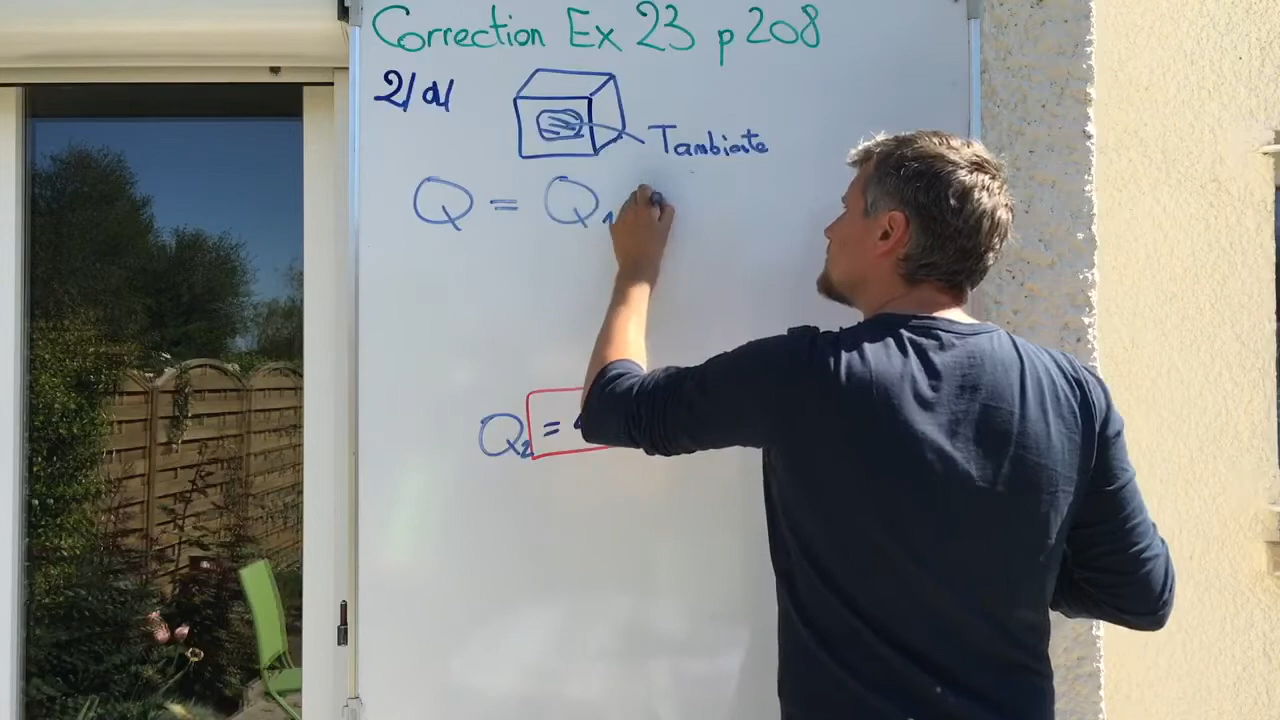 Correction Ex 23 p 208
2/ a/
Tambiante
Q = Q1
Q2 =